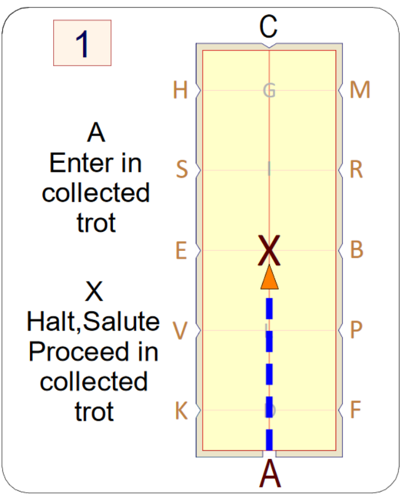 1
C
H G M
A
Enter in
collected
trot
S I R
E X B
X
Halt,Salute
Proceed in
collected
trot
V L P
K D F
A